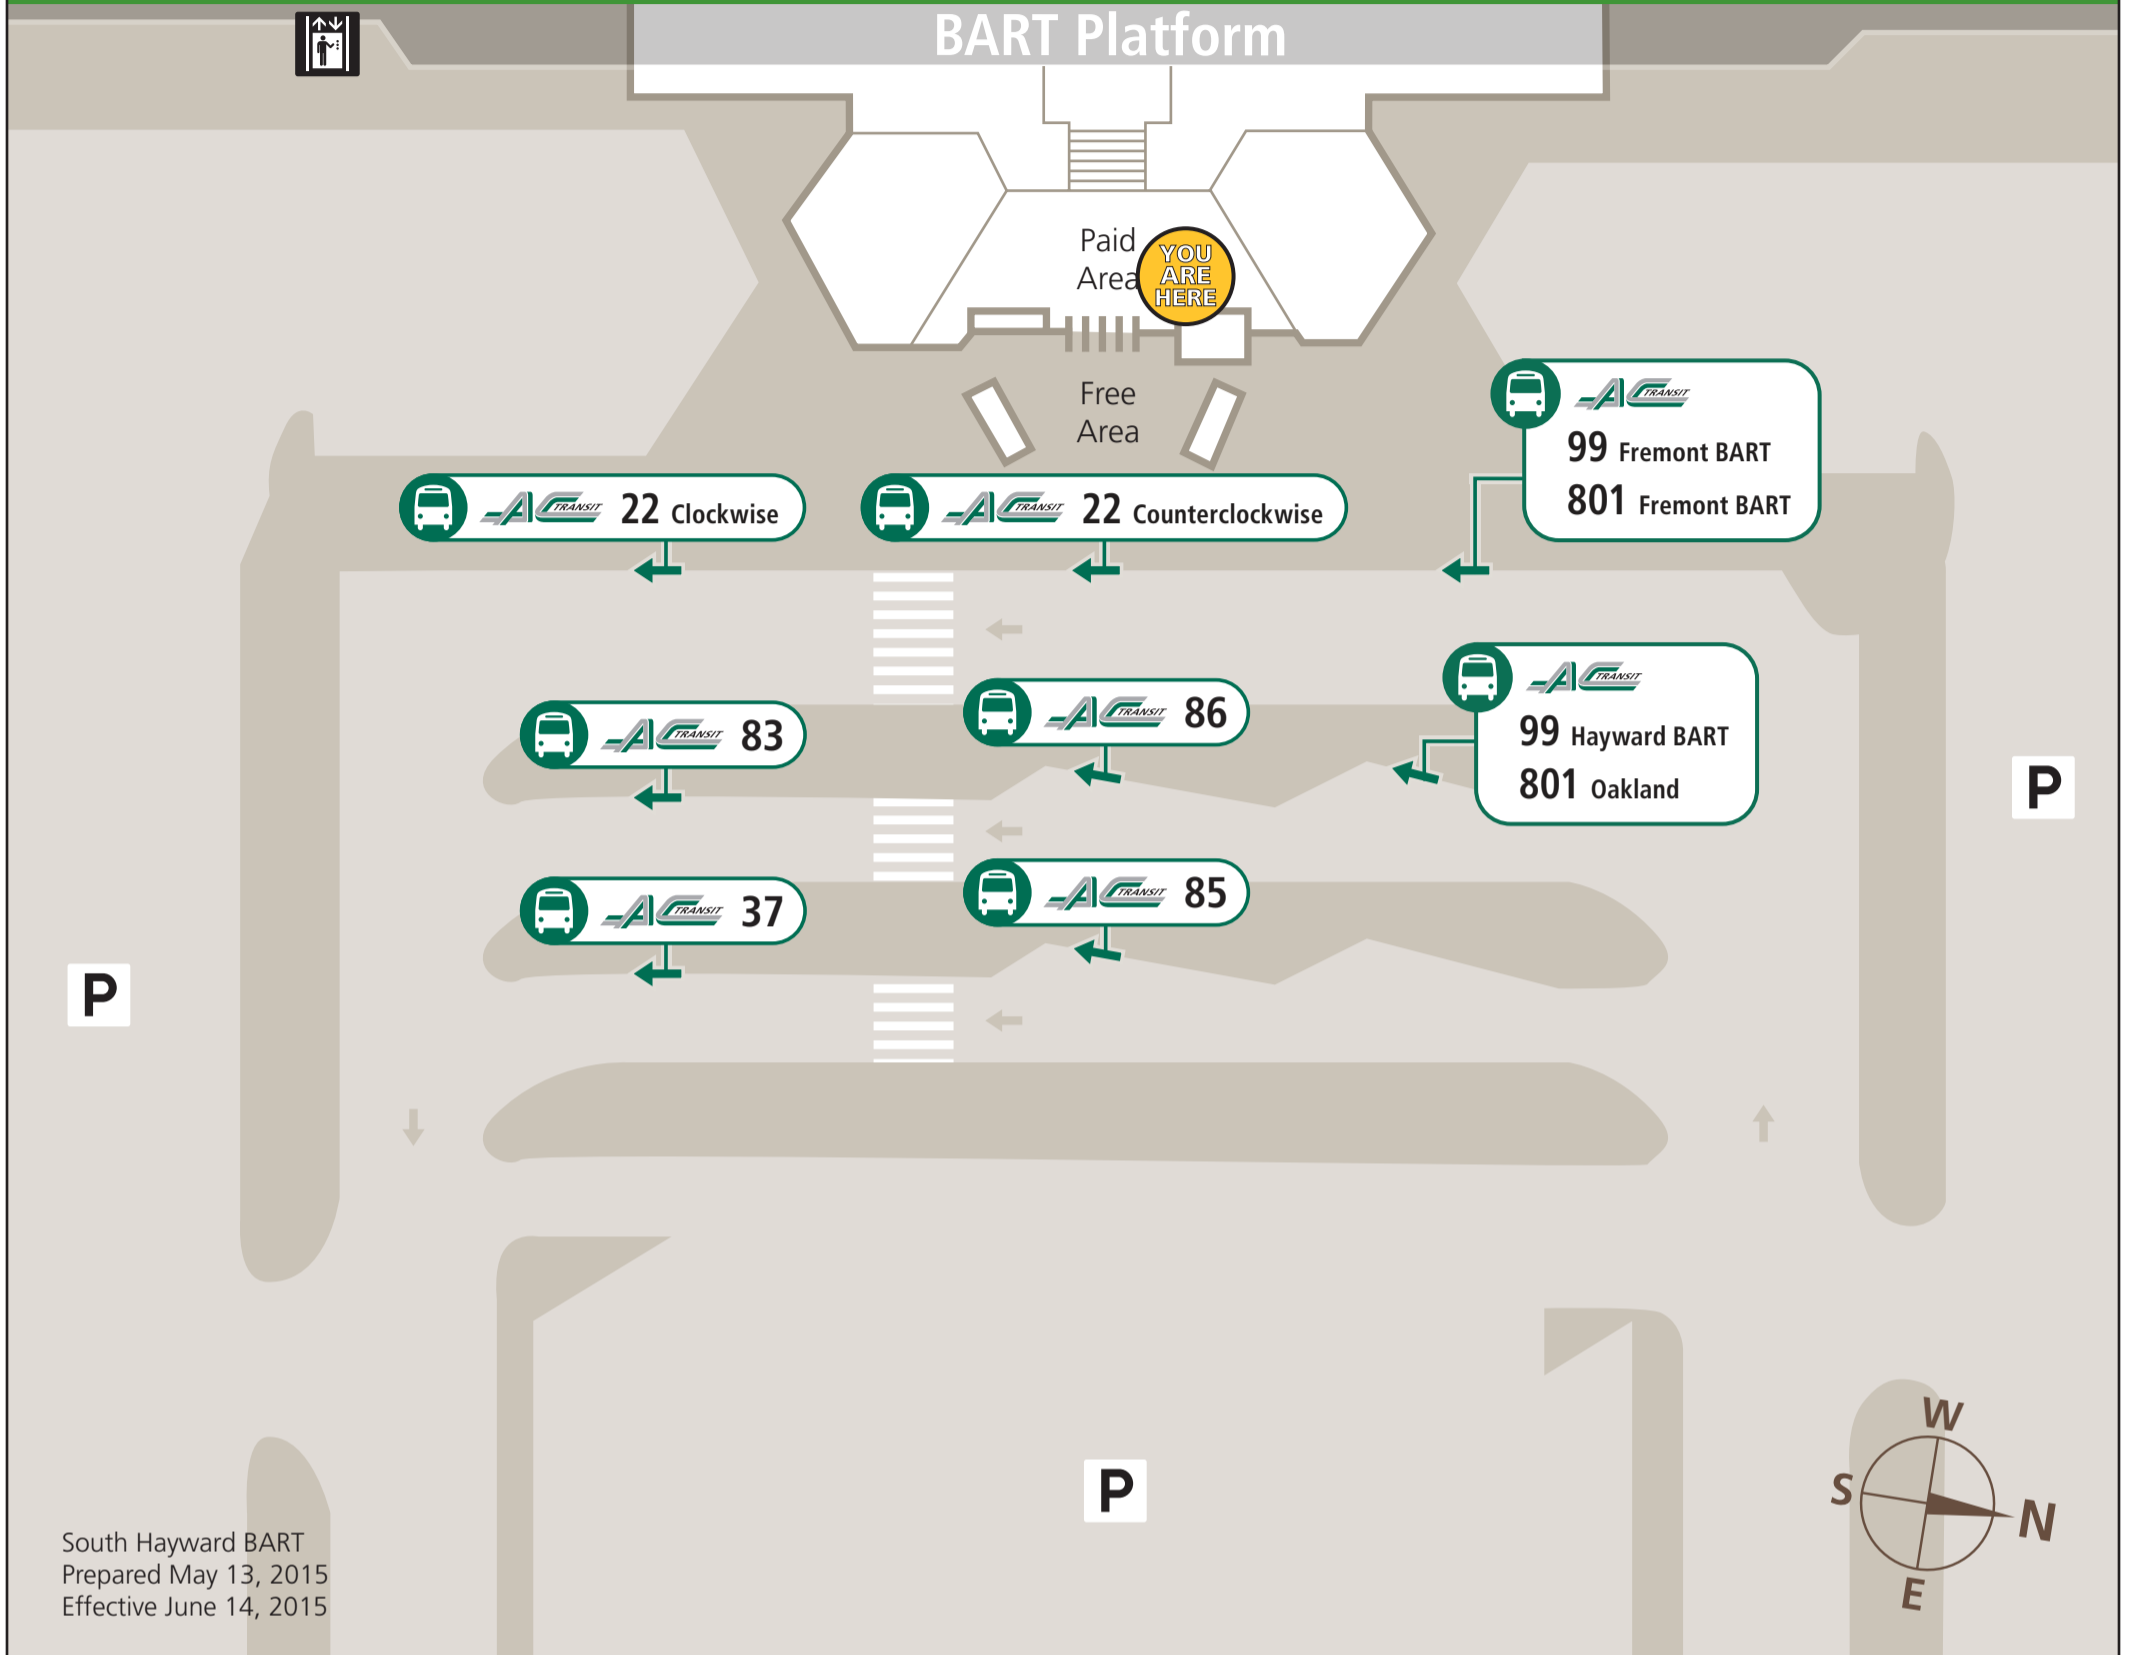 BART Platform
Paid
Area
YOU
ARE
HERE
Free
Area
AC TRANSIT
99 Fremont BART
801 Fremont BART
AC TRANSIT 22 Clockwise
AC TRANSIT 22 Counterclockwise
AC TRANSIT
99 Hayward BART
801 Oakland
AC TRANSIT 83
AC TRANSIT 86
AC TRANSIT 37
AC TRANSIT 85
P
P
P
W
S
N
E
South Hayward BART
Prepared May 13, 2015
Effective June 14, 2015